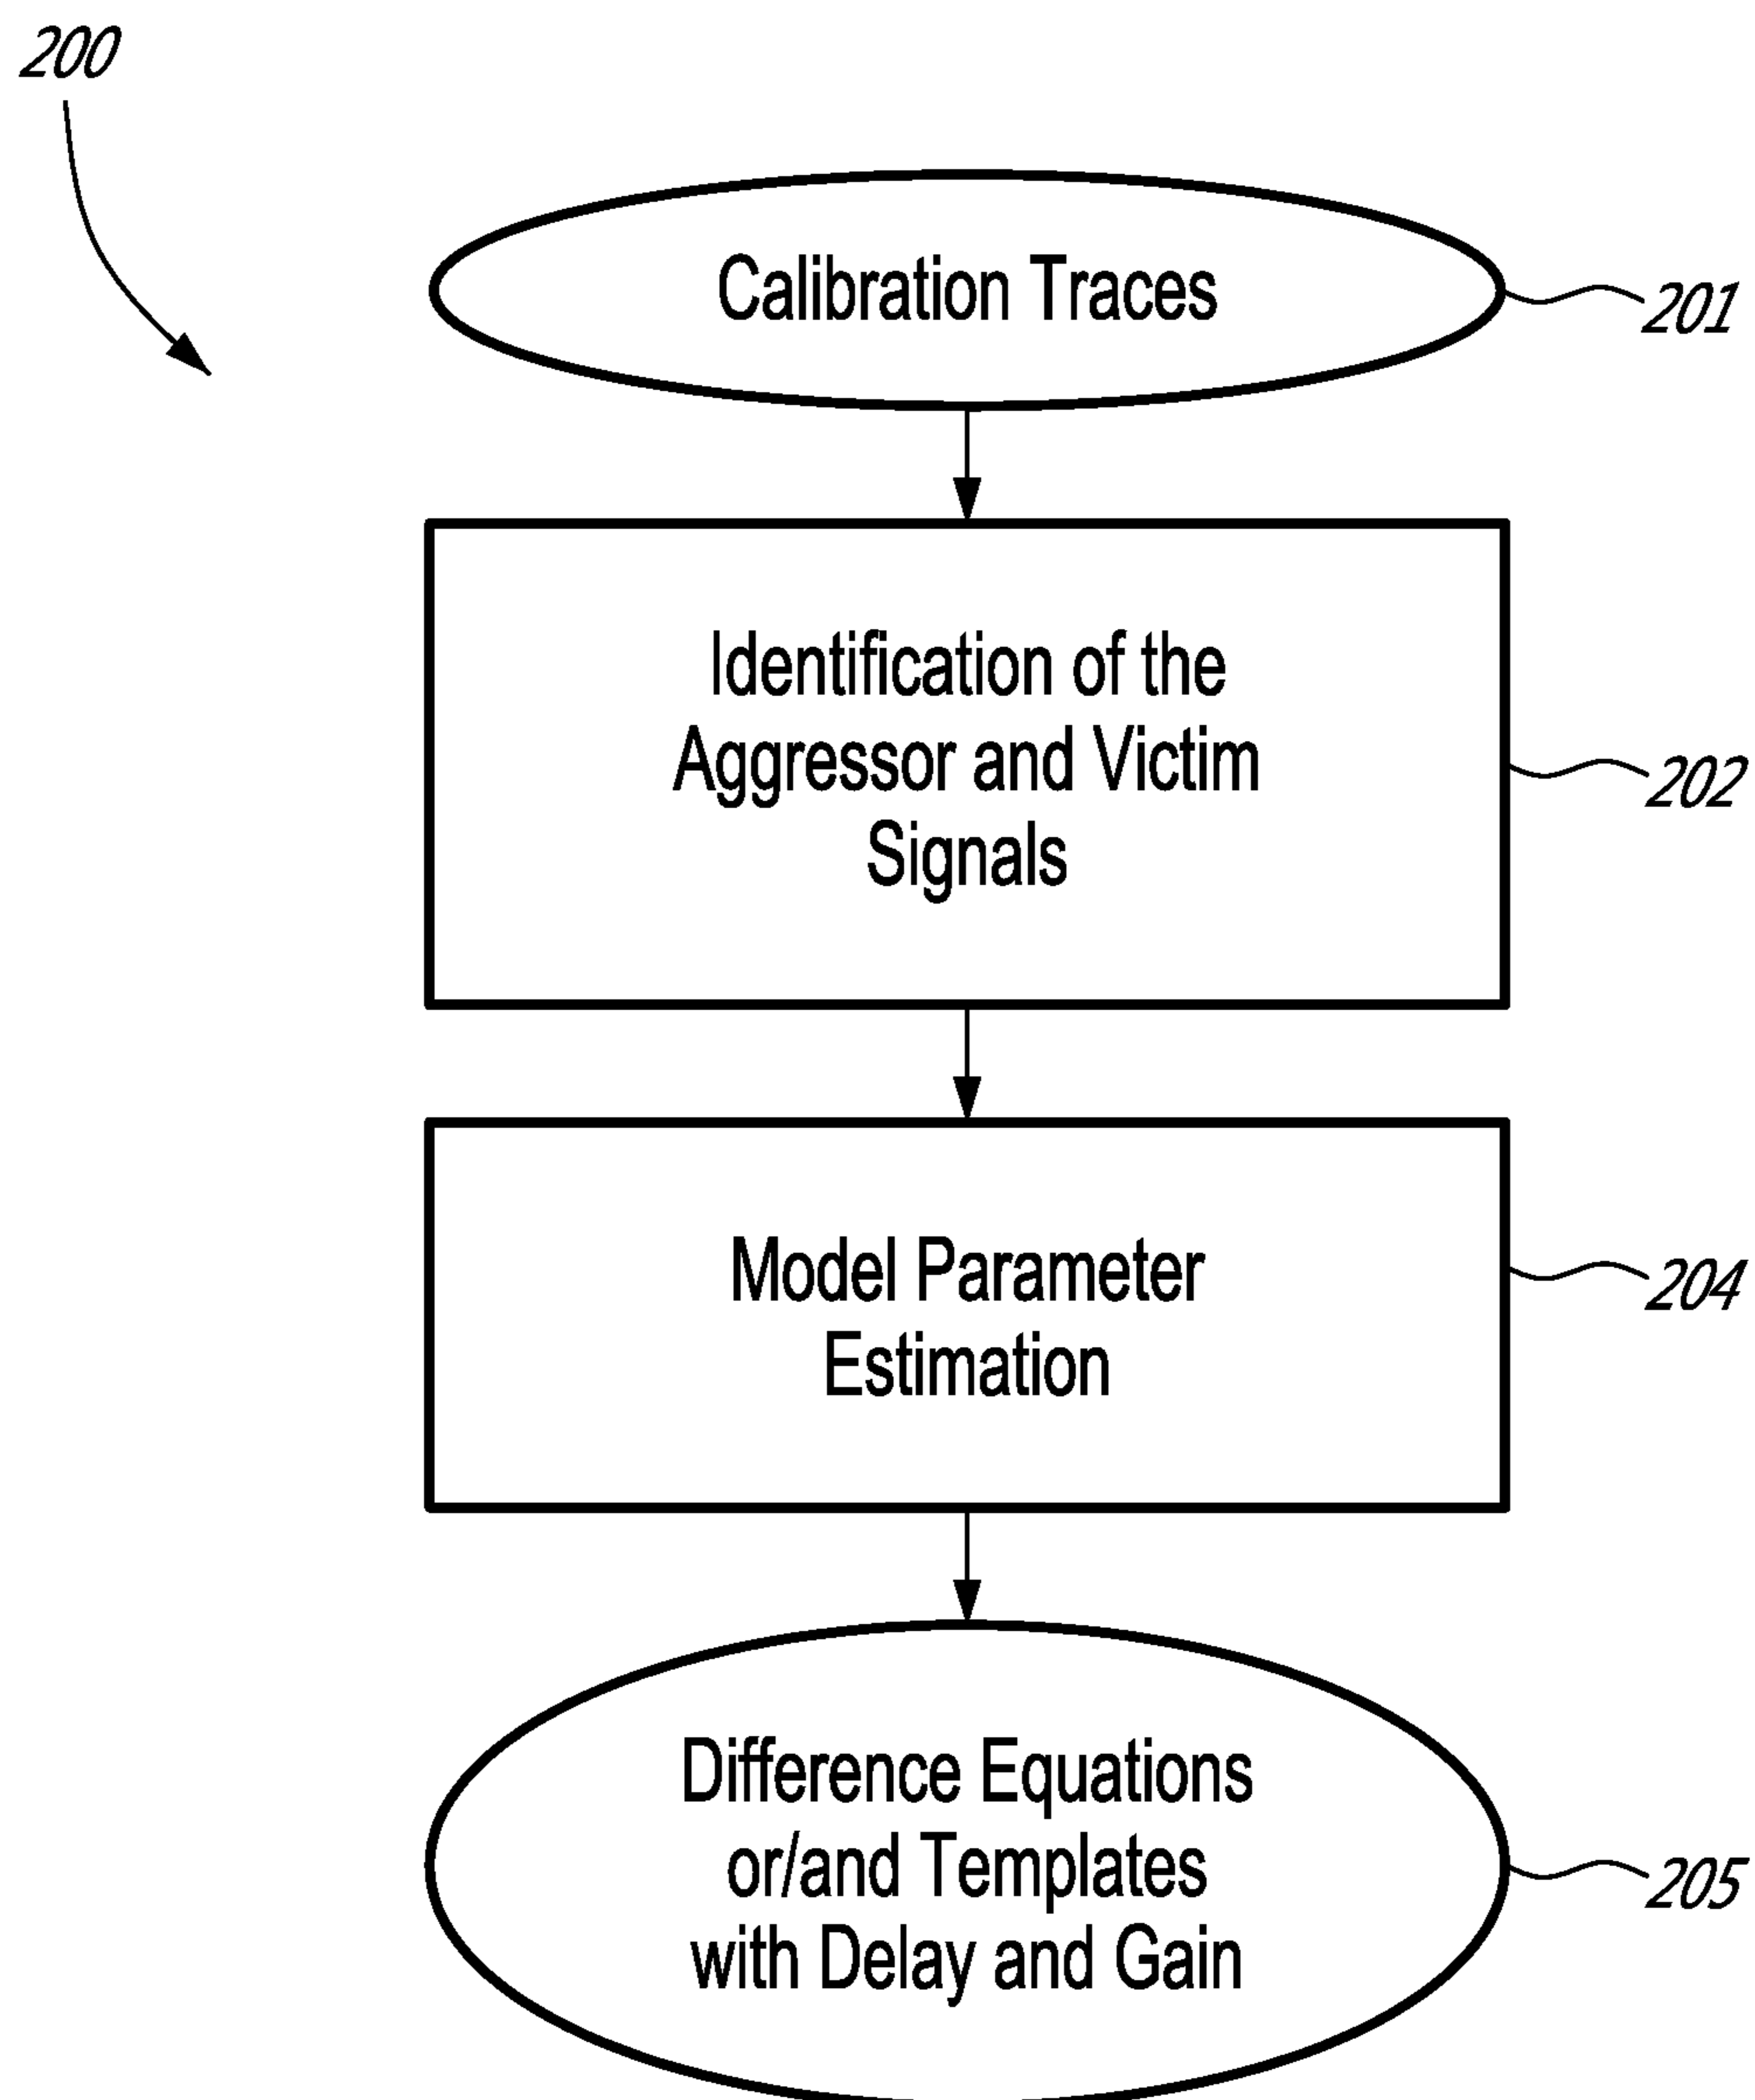 200
Calibration Traces
201
Identification of the
Aggressor and Victim
Signals
202
Model Parameter
Estimation
204
Difference Equations
or/and Templates
with Delay and Gain
205